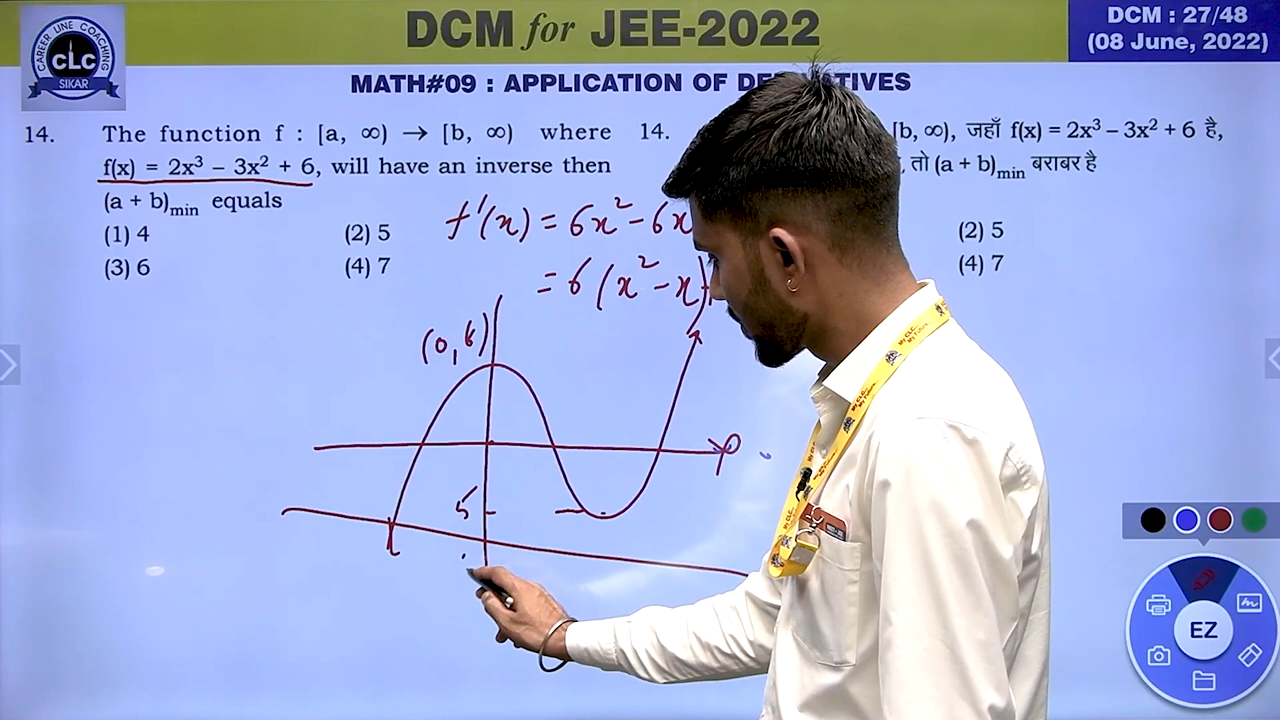 DCM for JEE-2022
DCM : 27/48
(08 June, 2022)
CAREER LINE COACHING
CLC
SIKAR
MATH#09 : APPLICATION OF DERIVATIVES
14. The function f : [a, ∞) → [b, ∞) where
f(x) = 2x³ – 3x² + 6, will have an inverse then
(a + b)min equals
(1) 4 (2) 5
(3) 6 (4) 7
14. [b, ∞), जहाँ f(x) = 2x³ – 3x² + 6 है,
, तो (a + b)min बराबर है
(2) 5
(4) 7
f'(x) = 6x² - 6x
= 6(x² - x)
(0,6)
5
EZ